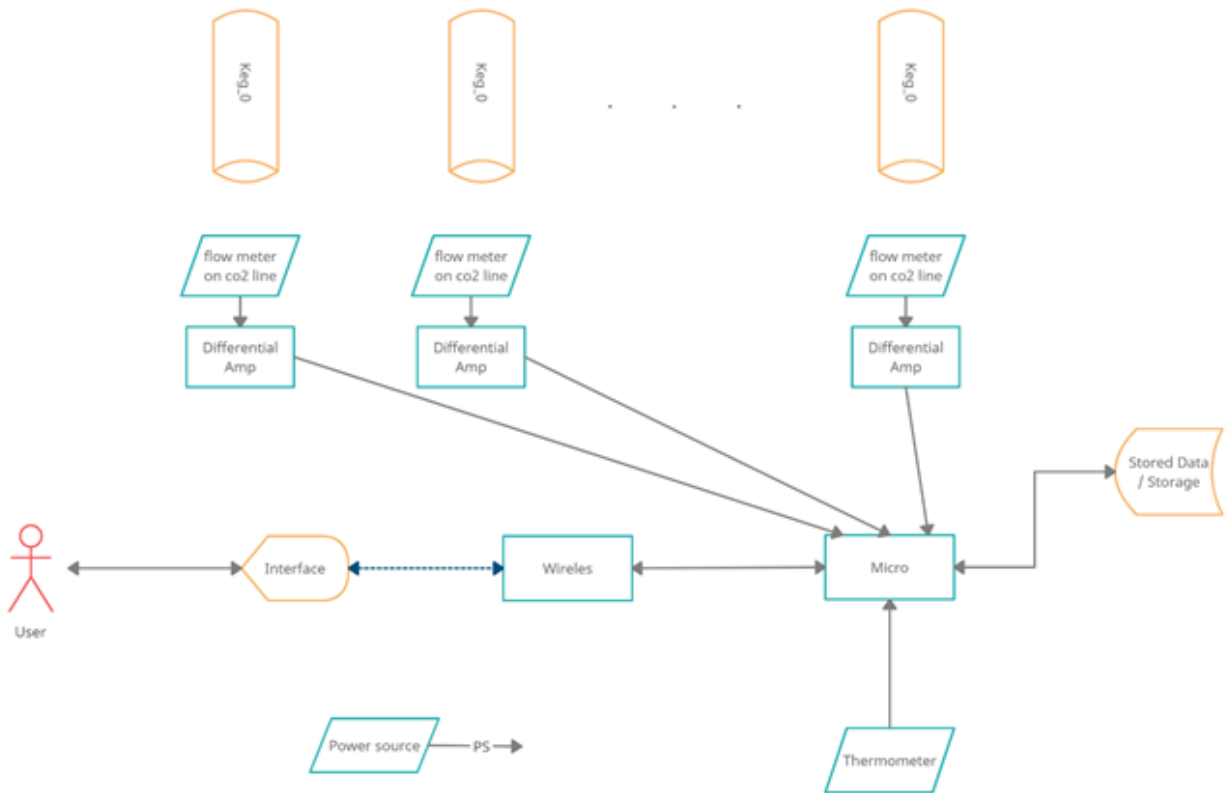 Keg_0
Keg_0
. . .
Keg_0
flow meter
on co2 line
flow meter
on co2 line
flow meter
on co2 line
Differential
Amp
Differential
Amp
Differential
Amp
Stored Data
/ Storage
Interface
Wireles
Micro
User
Power source
PS
Thermometer